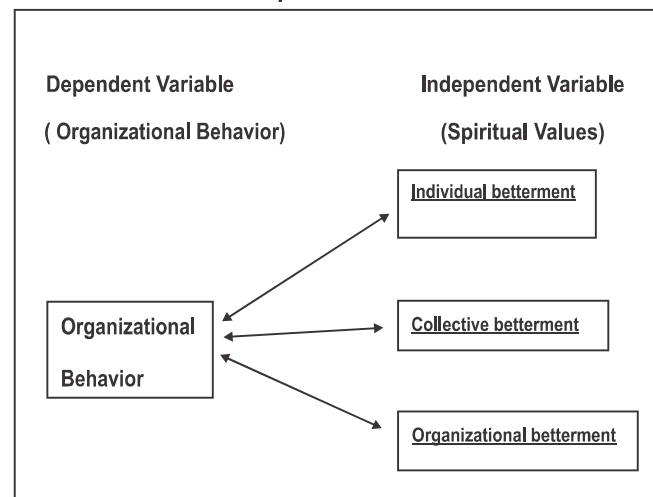 Dependent Variable
( Organizational Behavior)
Independent Variable
(Spiritual Values)
Individual betterment
Organizational
Behavior
Collective betterment
Organizational betterment